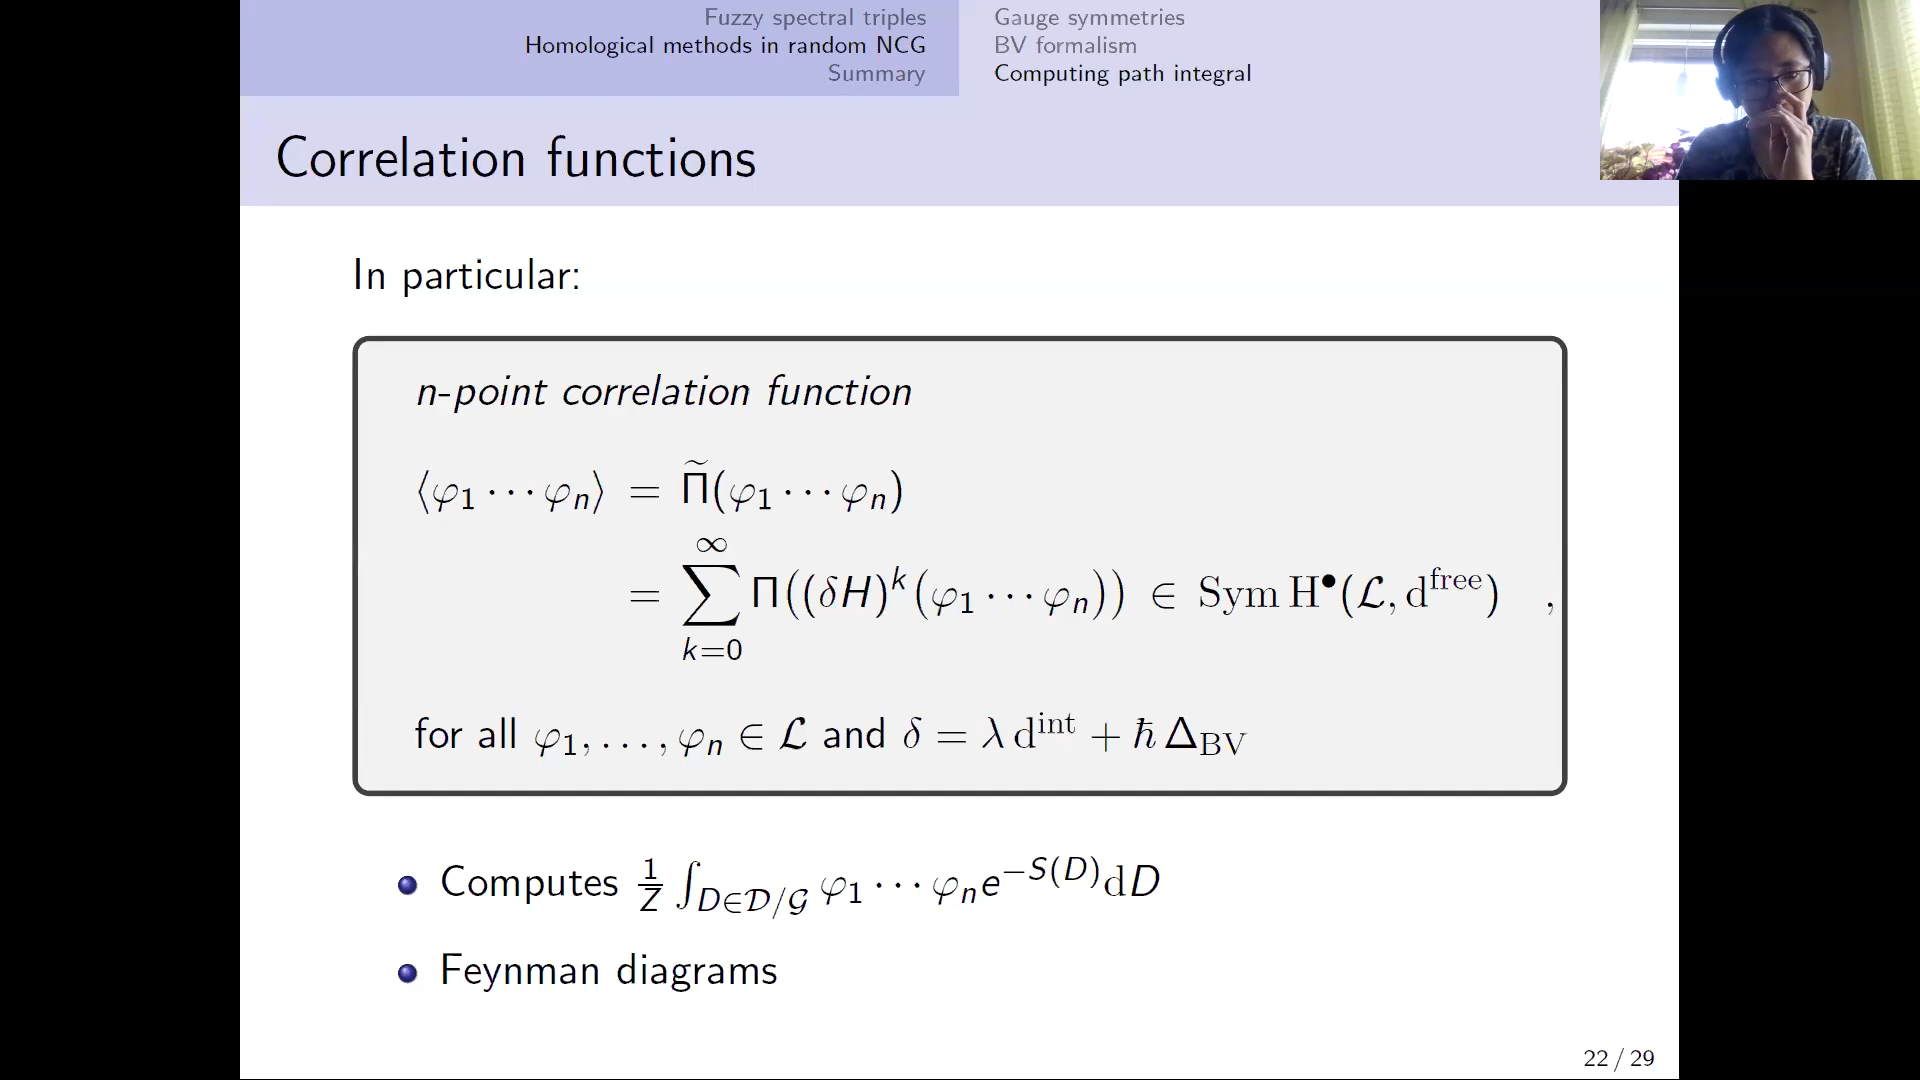 Fuzzy spectral triples
Homological methods in random NCG
Summary
Gauge symmetries
BV formalism
Computing path integral
Correlation functions
In particular:
n-point correlation function
⟨φ₁ ⋯ φₙ⟩ = Π̃(φ₁ ⋯ φₙ)
= ∑_{k=0}^{∞} Π((δH)^k(φ₁ ⋯ φₙ)) ∈ Sym H^•(ℒ, d^free) ,
for all φ₁, …, φₙ ∈ ℒ and δ = λ d^int + ħ Δ_BV
• Computes 1/Z ∫_{D∈𝒟/𝒢} φ₁ ⋯ φₙ e^{−S(D)} dD
• Feynman diagrams
22 / 29